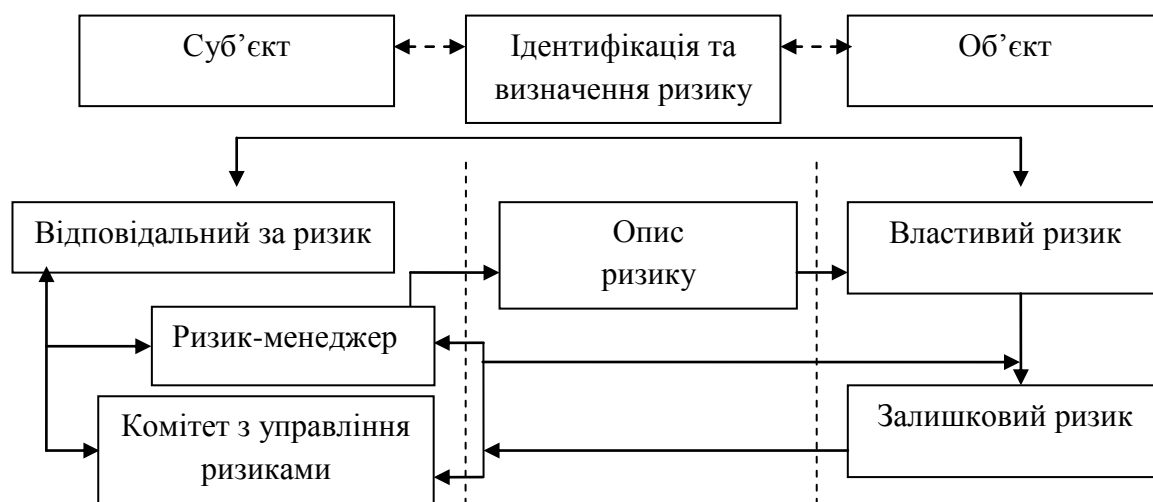 Суб’єкт
Ідентифікація та
визначення ризику
Об’єкт
Відповідальний за ризик
Опис
ризику
Властивий ризик
Ризик-менеджер
Комітет з управління
ризиками
Залишковий ризик